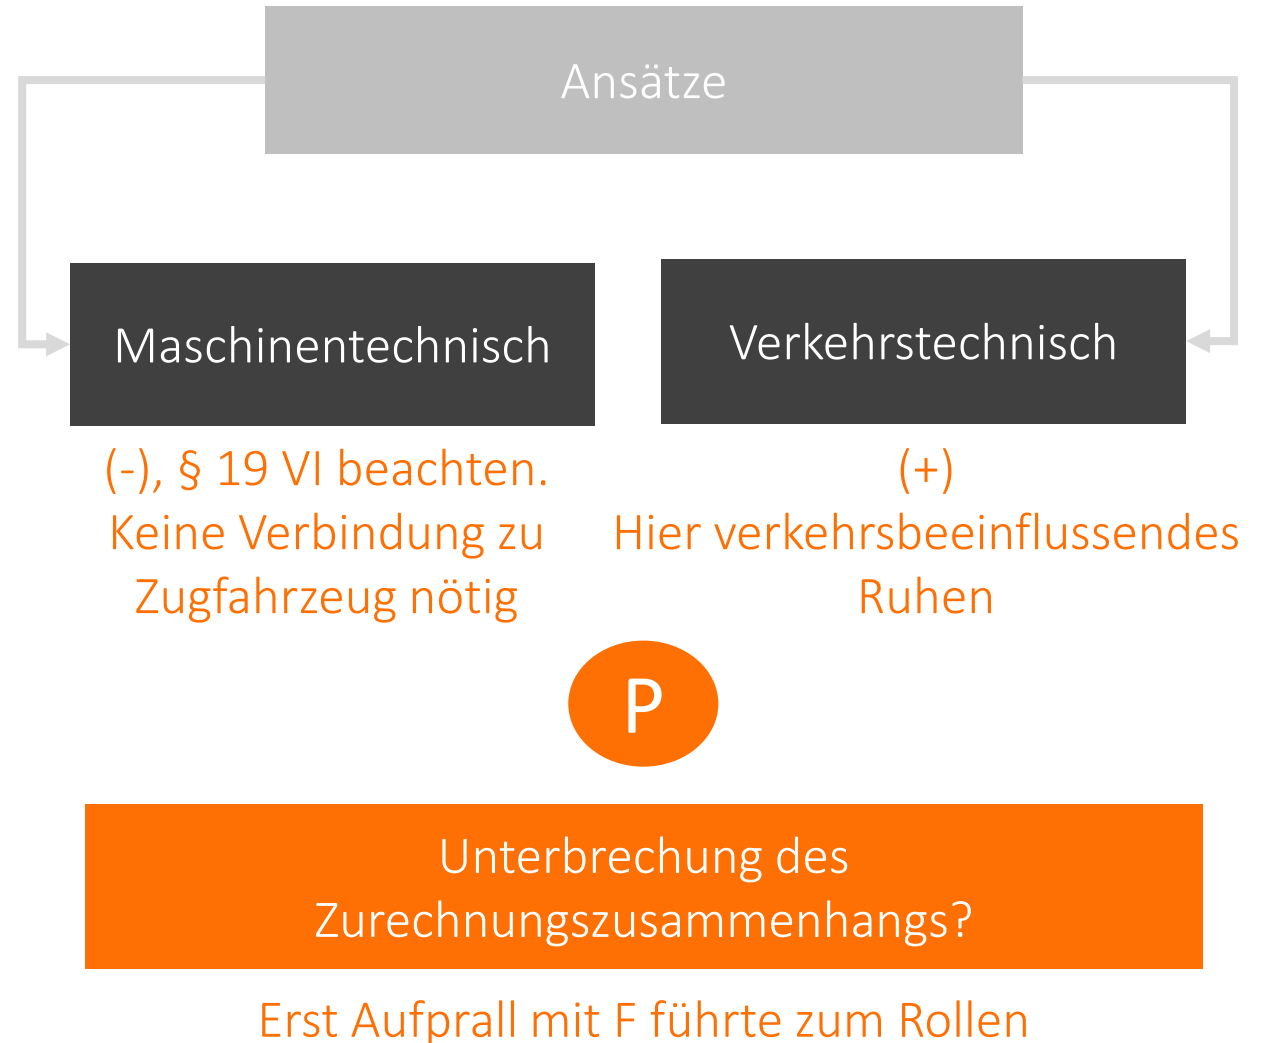 Ansätze
Maschinentechnisch
Verkehrstechnisch
(-), § 19 VI beachten.
Keine Verbindung zu
Zugfahrzeug nötig
(+)
Hier verkehrsbeeinflussendes
Ruhen
P
Unterbrechung des
Zurechnungszusammenhangs?
Erst Aufprall mit F führte zum Rollen